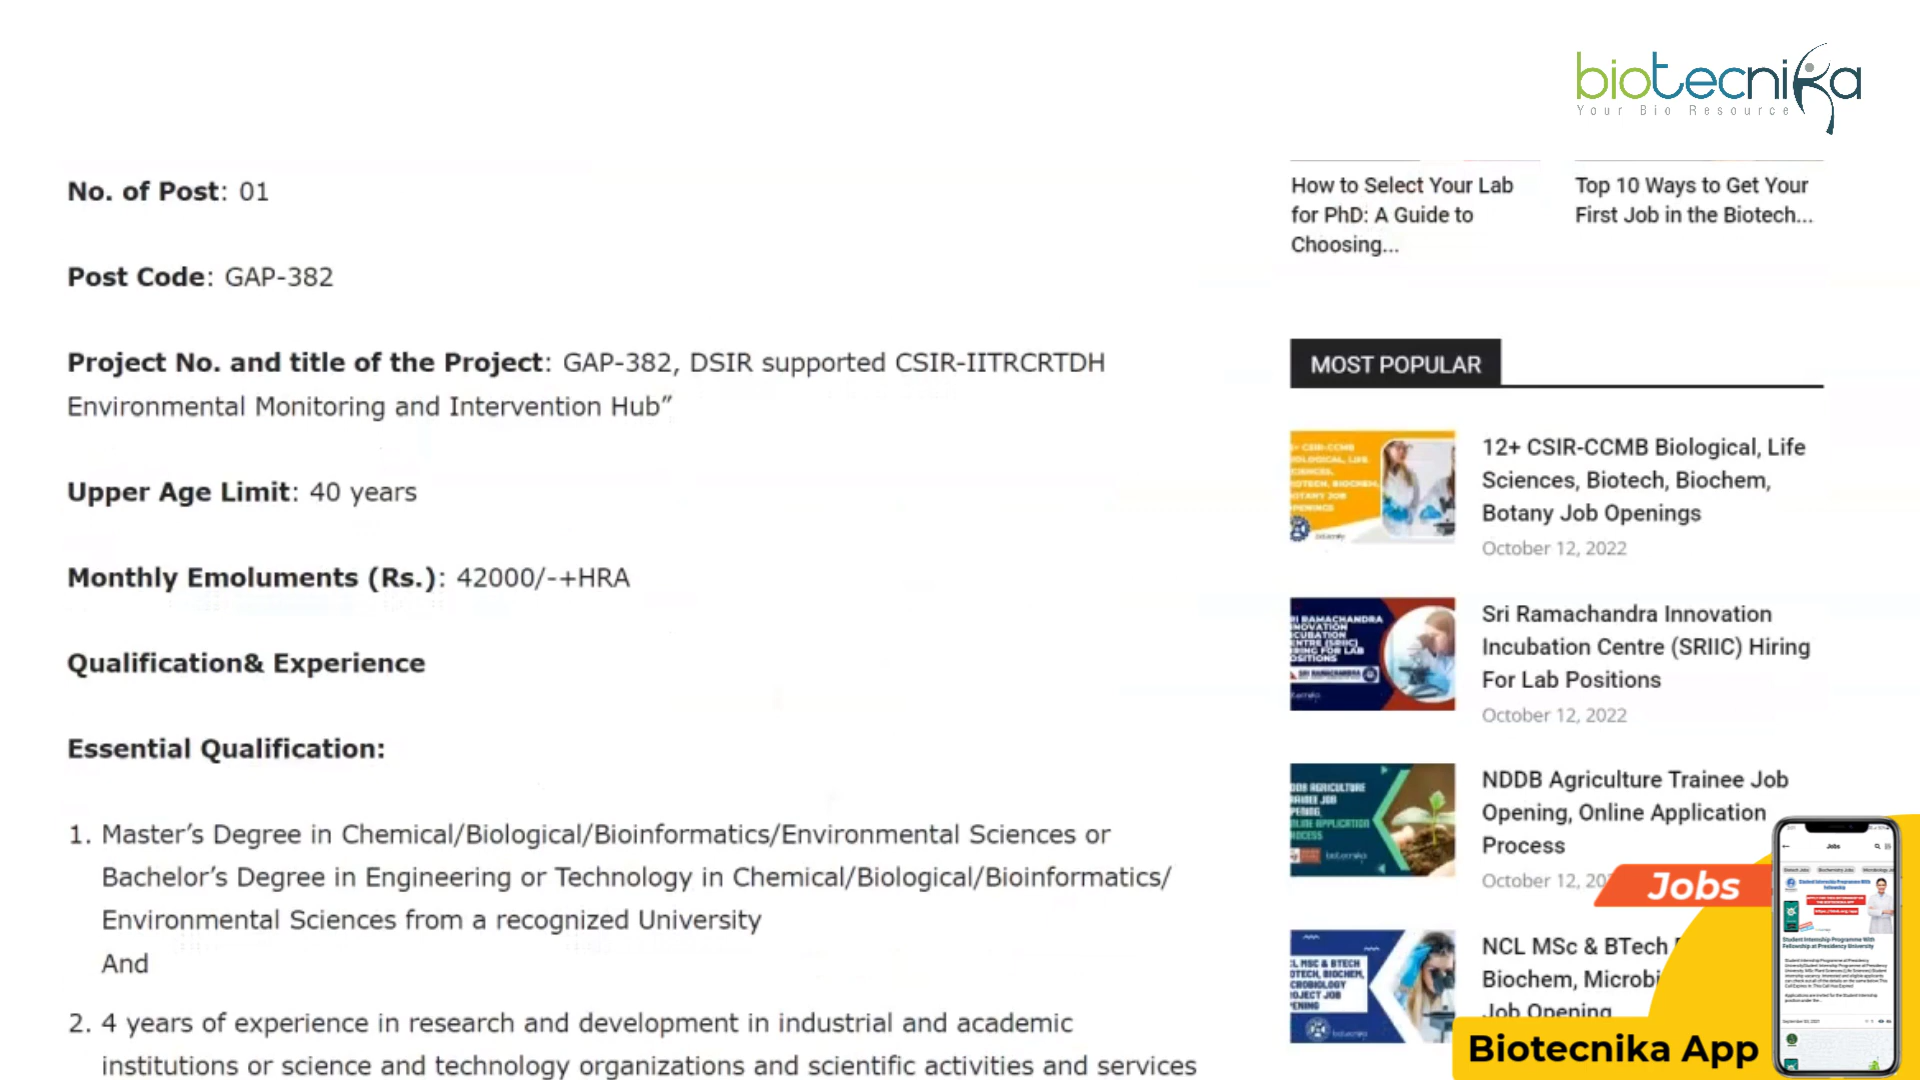 biotecnika
Your Bio Resource
No. of Post: 01
Post Code: GAP-382
Project No. and title of the Project: GAP-382, DSIR supported CSIR-IITRCRTDH
Environmental Monitoring and Intervention Hub”
Upper Age Limit: 40 years
Monthly Emoluments (Rs.): 42000/-+HRA
Qualification& Experience
Essential Qualification:
1. Master’s Degree in Chemical/Biological/Bioinformatics/Environmental Sciences or
Bachelor’s Degree in Engineering or Technology in Chemical/Biological/Bioinformatics/
Environmental Sciences from a recognized University
And
2. 4 years of experience in research and development in industrial and academic
institutions or science and technology organizations and scientific activities and services
How to Select Your Lab
for PhD: A Guide to
Choosing...
Top 10 Ways to Get Your
First Job in the Biotech...
MOST POPULAR
12+ CSIR-CCMB Biological, Life
Sciences, Biotech, Biochem,
Botany Job Openings
October 12, 2022
Sri Ramachandra Innovation
Incubation Centre (SRIIC) Hiring
For Lab Positions
October 12, 2022
NDDB Agriculture Trainee Job
Opening, Online Application
Process
October 12, 20
NCL MSc & BTech
Biochem, Microbi
Job Opening
Jobs
Biotecnika App